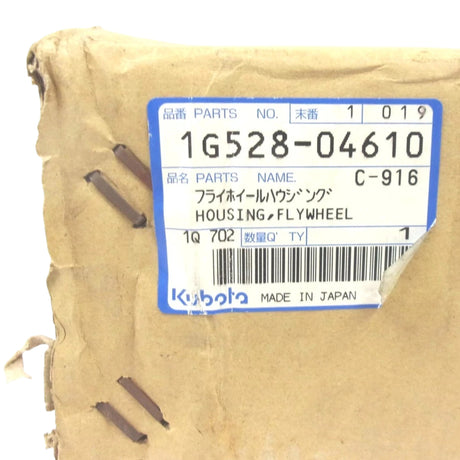 品番 PARTS NO. 末番 1 019
1G528-04610
品名 PARTS NAME. C-916
フライホイールハウジング
HOUSING,FLYWHEEL
1Q 702 数量Q'TY 1
Kubota MADE IN JAPAN